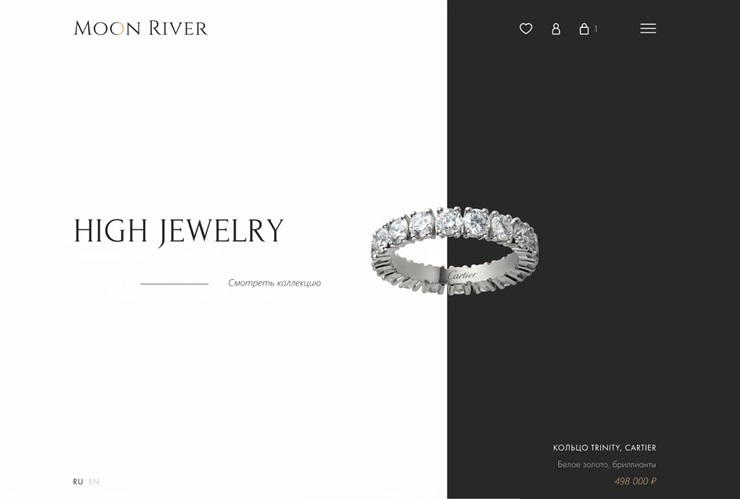 MOON RIVER
1
HIGH JEWELRY
Смотреть коллекцию
Cartier
КОЛЬЦО TRINITY, CARTIER
Белое золото, бриллианты
498 000 ₽
RU EN